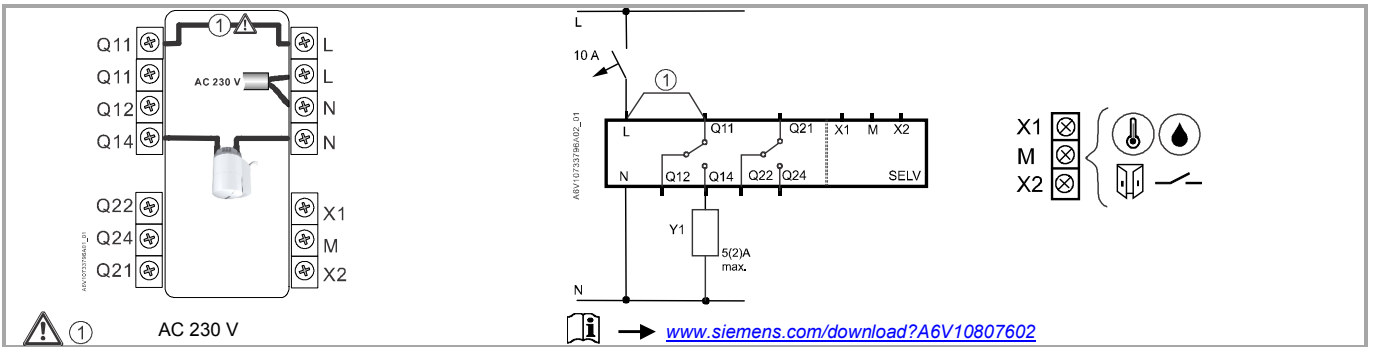 Q11
Q11
Q12
Q14
Q22
Q24
Q21
1
AC 230 V
L
L
N
N
X1
M
X2
A6V10733796A01_01
1
AC 230 V
L
10 A
1
A6V10733796A02_01
L
Q11
Q21
X1
M
X2
N
Q12
Q14
Q22
Q24
SELV
Y1
5(2)A
max.
N
X1
M
X2
i
www.siemens.com/download?A6V10807602